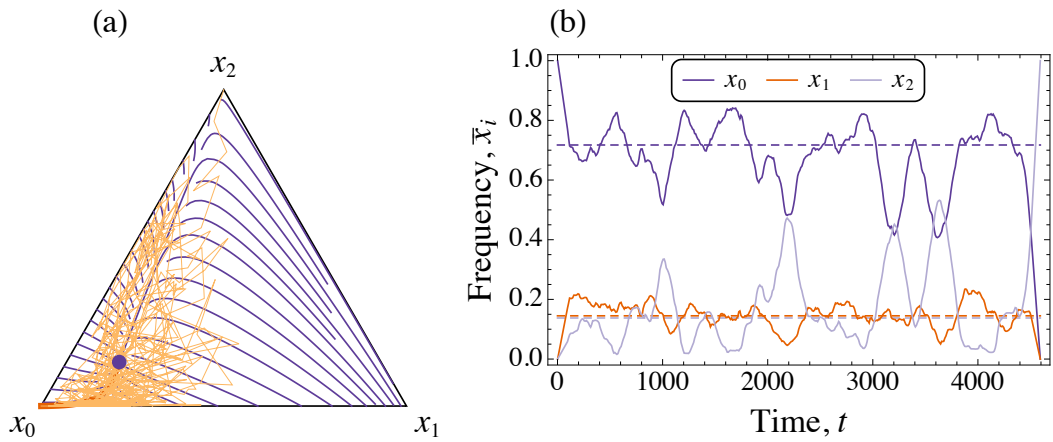 (a)
x₂
x₀
x₁
(b)
x₀ x₁ x₂
Frequency, x̅ᵢ
1.0
0.8
0.6
0.4
0.2
0.0
0 1000 2000 3000 4000
Time, t